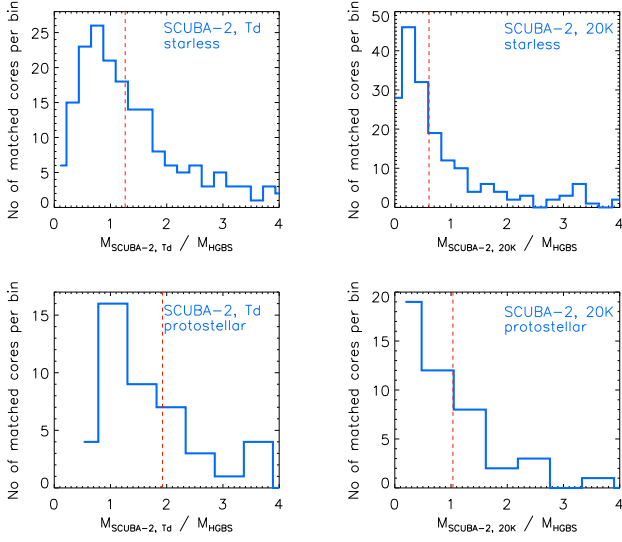 No of matched cores per bin
25
20
15
10
5
0
SCUBA-2, Td
starless
0 1 2 3 4
M_SCUBA-2, Td / M_HGBS
No of matched cores per bin
50
40
30
20
10
0
SCUBA-2, 20K
starless
0 1 2 3 4
M_SCUBA-2, 20K / M_HGBS
No of matched cores per bin
15
10
5
0
SCUBA-2, Td
protostellar
0 1 2 3 4
M_SCUBA-2, Td / M_HGBS
No of matched cores per bin
20
15
10
5
0
SCUBA-2, 20K
protostellar
0 1 2 3 4
M_SCUBA-2, 20K / M_HGBS